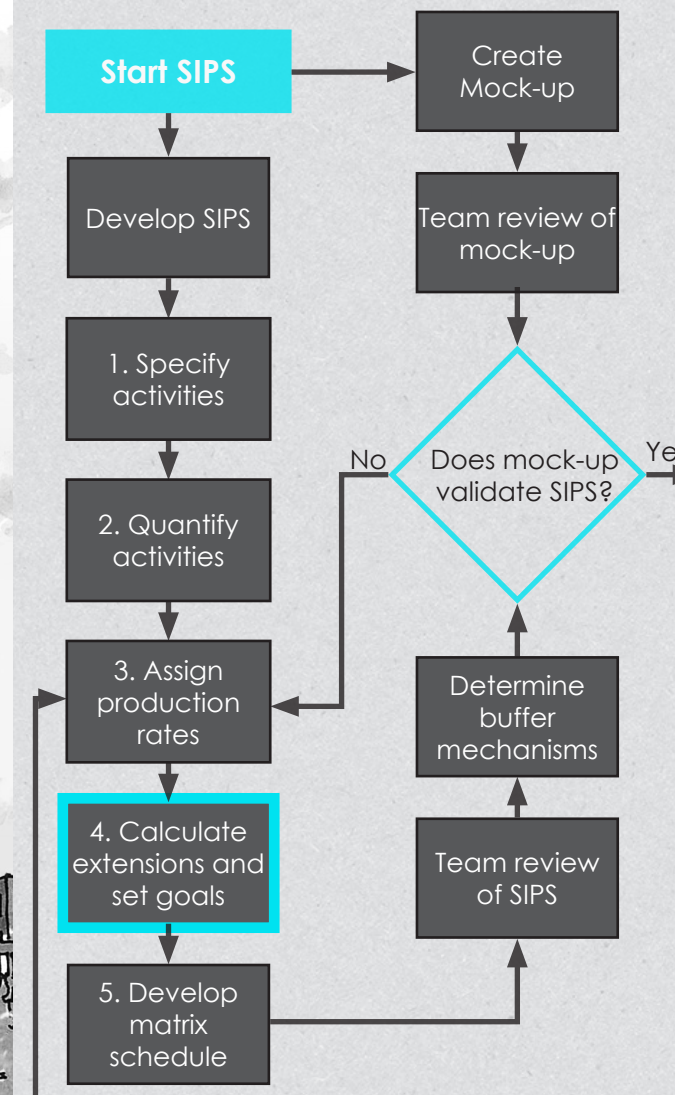 Start SIPS
Create
Mock-up
Develop SIPS
Team review of
mock-up
1. Specify
activities
No
Does mock-up
validate SIPS?
2. Quantify
activities
3. Assign
production
rates
Determine
buffer
mechanisms
4. Calculate
extensions and
set goals
Team review
of SIPS
5. Develop
matrix
schedule